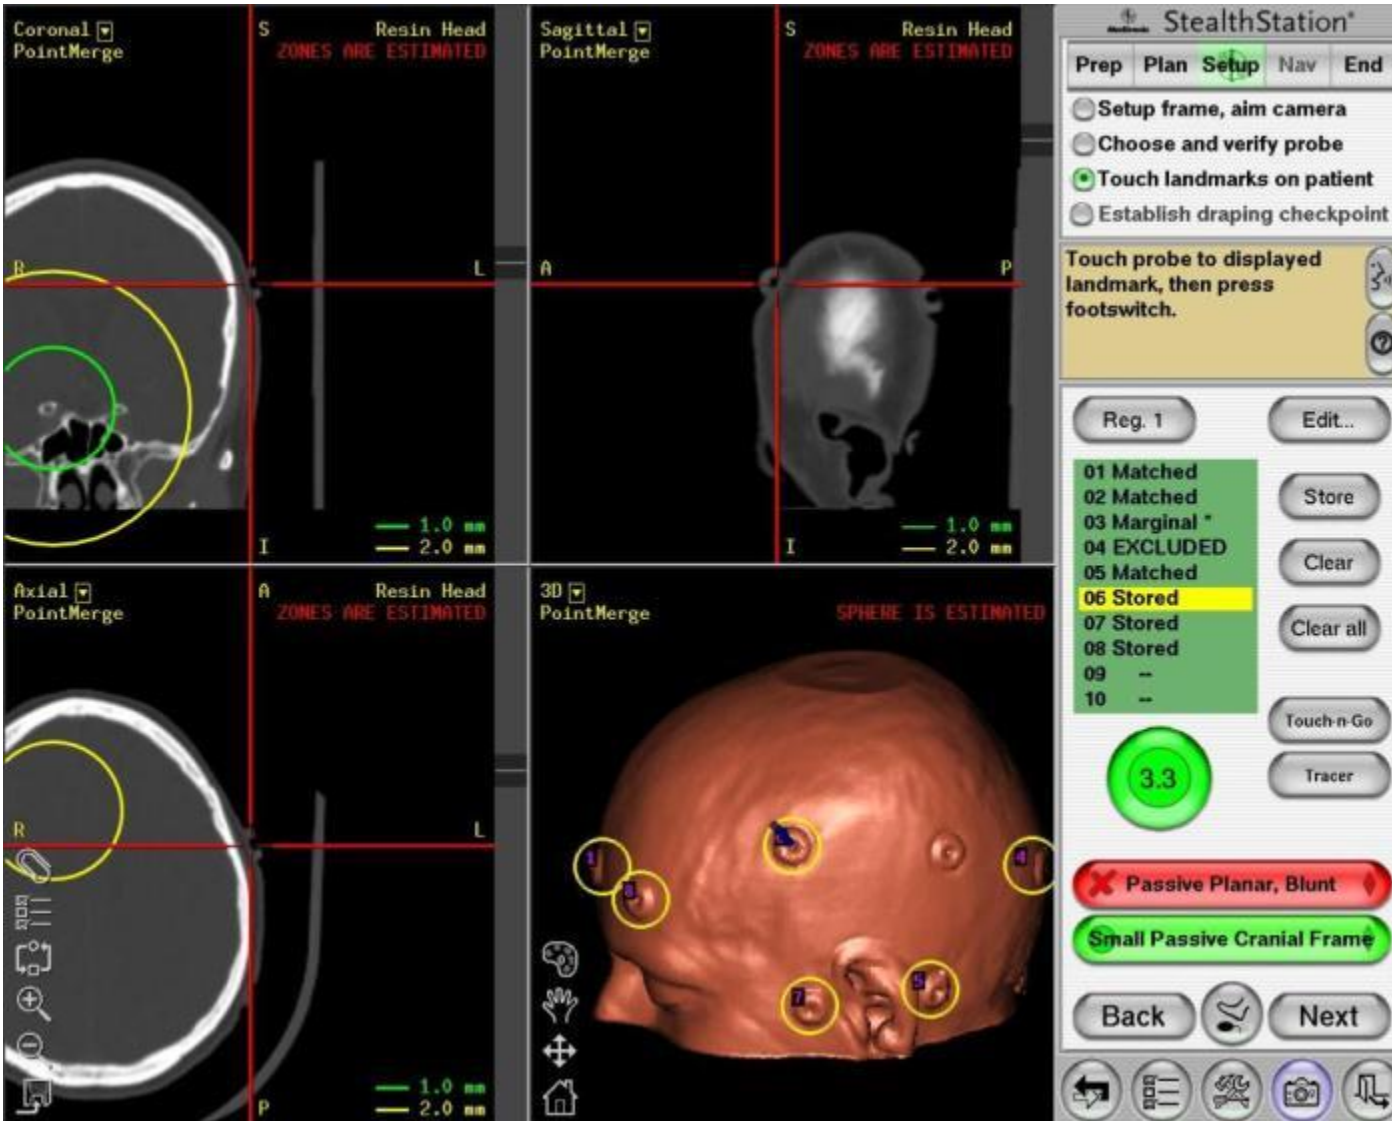 Coronal
PointMerge
S
Resin Head
ZONES ARE ESTIMATED
R
L
I
1.0 mm
2.0 mm
Sagittal
PointMerge
S
Resin Head
ZONES ARE ESTIMATED
A
P
I
1.0 mm
2.0 mm
Axial
PointMerge
A
Resin Head
ZONES ARE ESTIMATED
R
L
P
1.0 mm
2.0 mm
3D
PointMerge
SPHERE IS ESTIMATED
1
4
5
7
Medtronic
StealthStation®
Prep Plan Setup Nav End
Setup frame, aim camera
Choose and verify probe
Touch landmarks on patient
Establish draping checkpoint
Touch probe to displayed
landmark, then press
footswitch.
Reg. 1
Edit...
01 Matched
02 Matched
03 Marginal *
04 EXCLUDED
05 Matched
06 Stored
07 Stored
08 Stored
09 --
10 --
Store
Clear
Clear all
Touch-n-Go
Tracer
3.3
Passive Planar, Blunt
Small Passive Cranial Frame
Back
Next